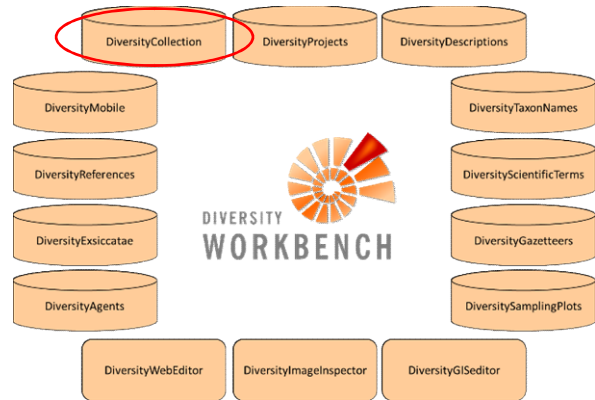 DiversityCollection
DiversityProjects
DiversityDescriptions
DiversityMobile
DiversityTaxonNames
DiversityReferences
DiversityScientificTerms
DiversityExsiccatae
DiversityGazetteers
DiversityAgents
DiversitySamplingPlots
DIVERSITY
WORKBENCH
DiversityWebEditor
DiversityImageInspector
DiversityGISeditor